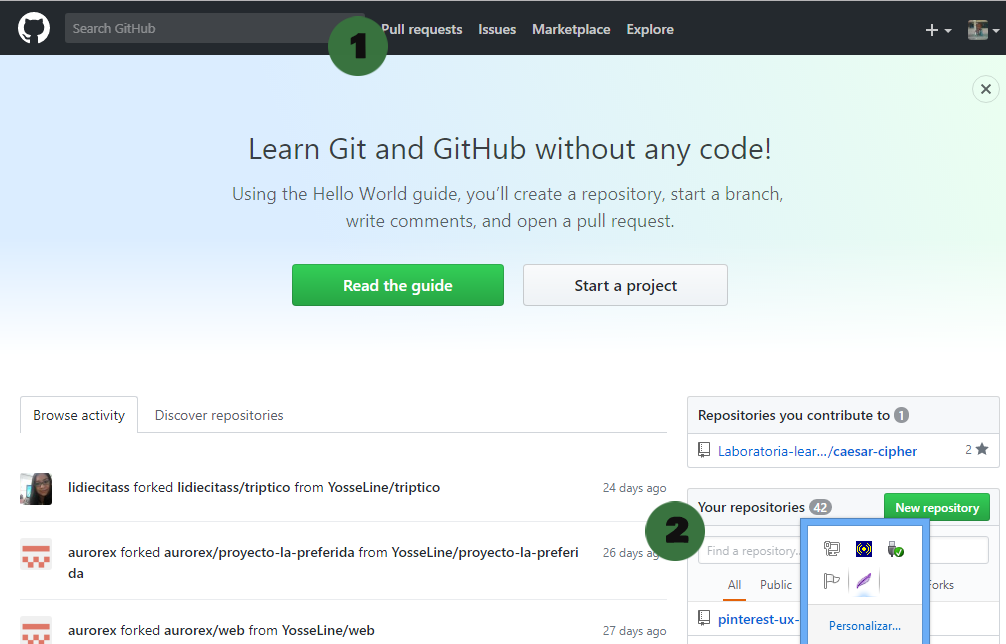 Search GitHub
Pull requests Issues Marketplace Explore
1
Learn Git and GitHub without any code!
Using the Hello World guide, you’ll create a repository, start a branch,
write comments, and open a pull request.
Read the guide Start a project
Browse activity Discover repositories
lidiecitass forked lidiecitass/triptico from YosseLine/triptico 24 days ago
aurorex forked aurorex/proyecto-la-preferida from YosseLine/proyecto-la-preferi
da
26 days ago
aurorex forked aurorex/web from YosseLine/web 27 days ago
Repositories you contribute to 1
Laboratoria-lear.../caesar-cipher 2
2
Your repositories 42 New repository
Find a repository...
All Public Forks
pinterest-ux-
Personalizar...